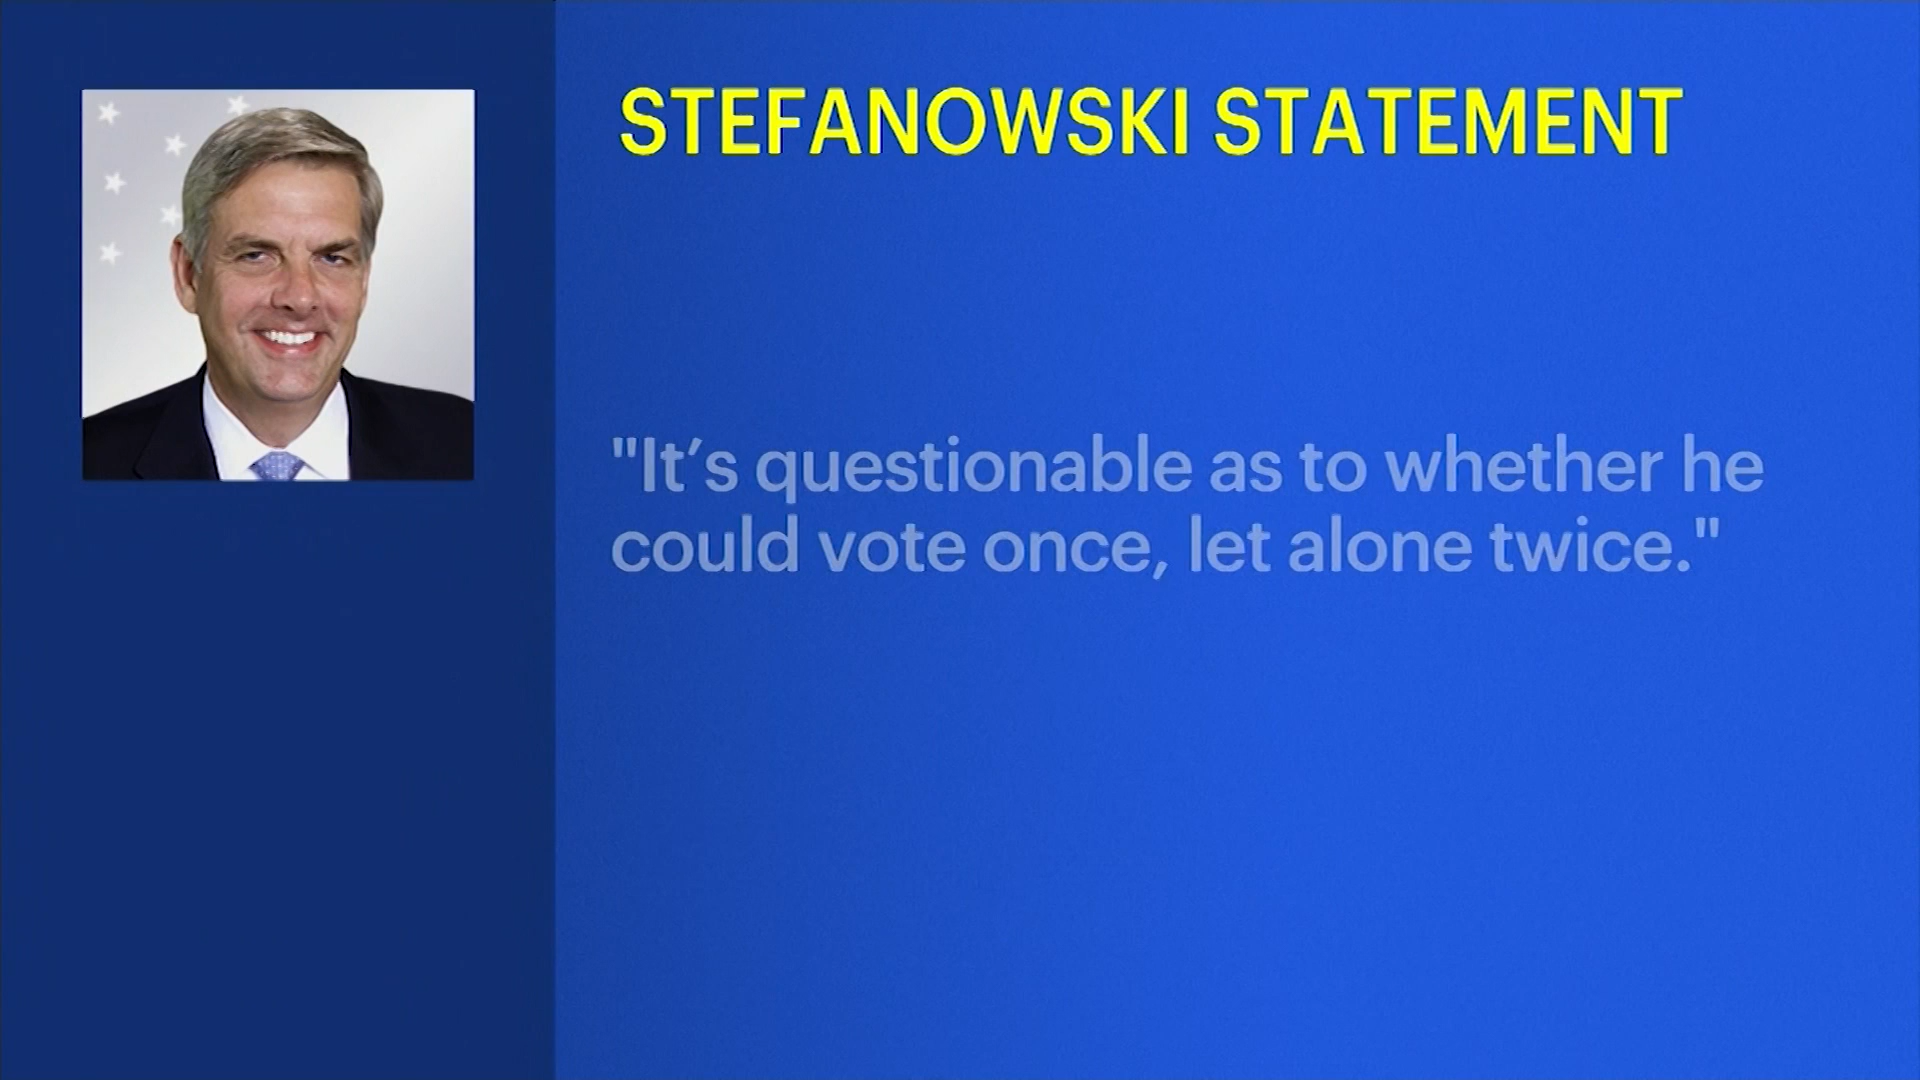 STEFANOWSKI STATEMENT
"It’s questionable as to whether he
could vote once, let alone twice."